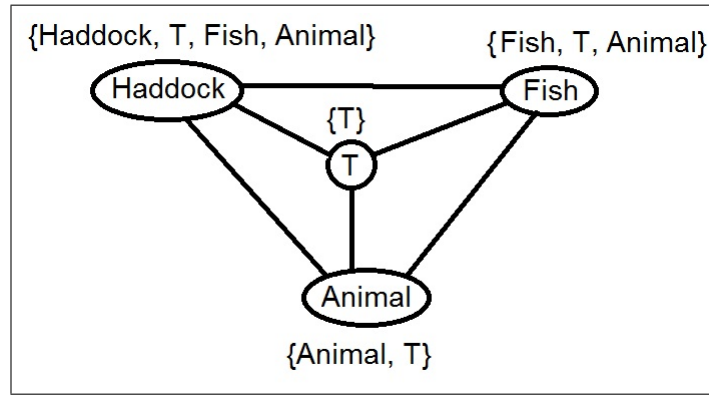 {Haddock, T, Fish, Animal}
{Fish, T, Animal}
Haddock
Fish
{T}
T
Animal
{Animal, T}